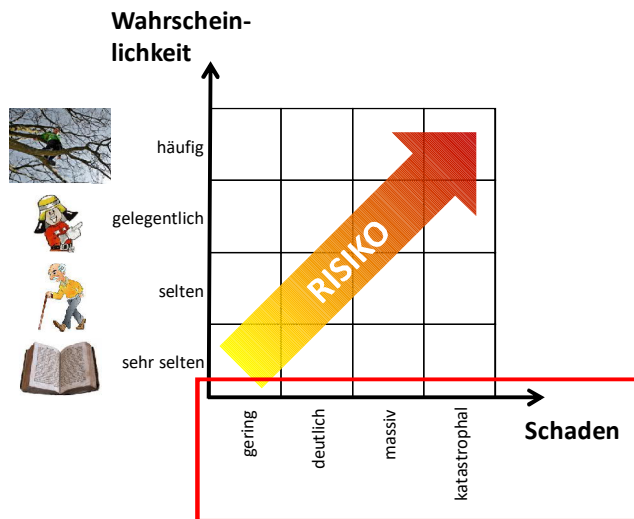 Wahrschein-
lichkeit
häufig
gelegentlich
selten
sehr selten
RISIKO
gering
deutlich
massiv
katastrophal
Schaden